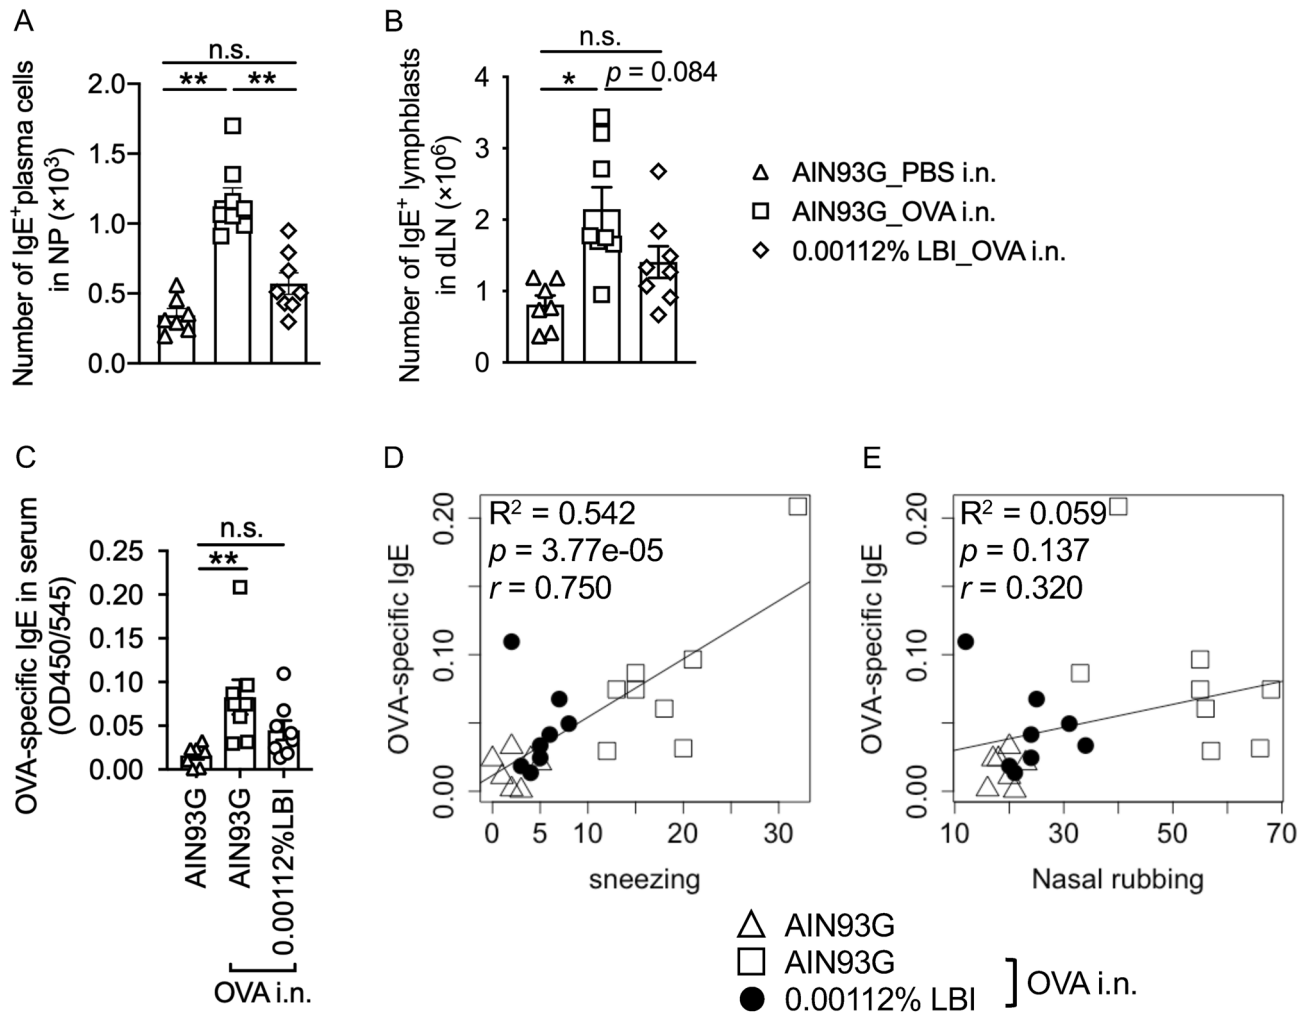 A
Number of IgE⁺plasma cells
in NP (×10³)
n.s.
** **
2.0
1.5
1.0
0.5
0.0
B
Number of IgE⁺ lymphblasts
in dLN (×10⁶)
n.s.
* p = 0.084
4
3
2
1
0
AIN93G_PBS i.n.
AIN93G_OVA i.n.
0.00112% LBI_OVA i.n.
C
OVA-specific IgE in serum
(OD450/545)
n.s.
**
0.25
0.20
0.15
0.10
0.05
0.00
AIN93G
AIN93G
0.00112%LBI
OVA i.n.
D
OVA-specific IgE
0.20
0.10
0.00
R² = 0.542
p = 3.77e-05
r = 0.750
0 5 10 20 30
sneezing
E
OVA-specific IgE
0.20
0.10
0.00
R² = 0.059
p = 0.137
r = 0.320
10 30 50 70
Nasal rubbing
AIN93G
AIN93G
0.00112% LBI
OVA i.n.